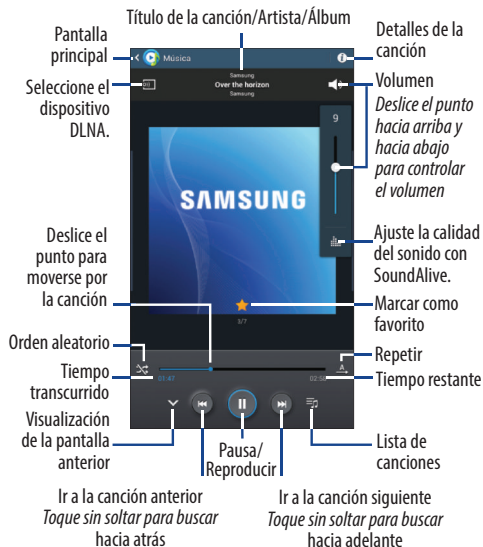 Título de la canción/Artista/Álbum
Pantalla
principal
Detalles de la
canción
Música
Samsung
Over the horizon
Samsung
Seleccione el
dispositivo
DLNA.
Volumen
Deslice el punto
hacia arriba y
hacia abajo
para controlar
el volumen
9
SAMSUNG
Deslice el
punto para
moverse por
la canción
Ajuste la calidad
del sonido con
SoundAlive.
Marcar como
favorito
3/7
Orden aleatorio
Repetir
A
Tiempo
transcurrido
01:47
Tiempo restante
Visualización
de la pantalla
anterior
Pausa/
Reproducir
Lista de
canciones
Ir a la canción anterior
Toque sin soltar para buscar
hacia atrás
Ir a la canción siguiente
Toque sin soltar para buscar
hacia adelante